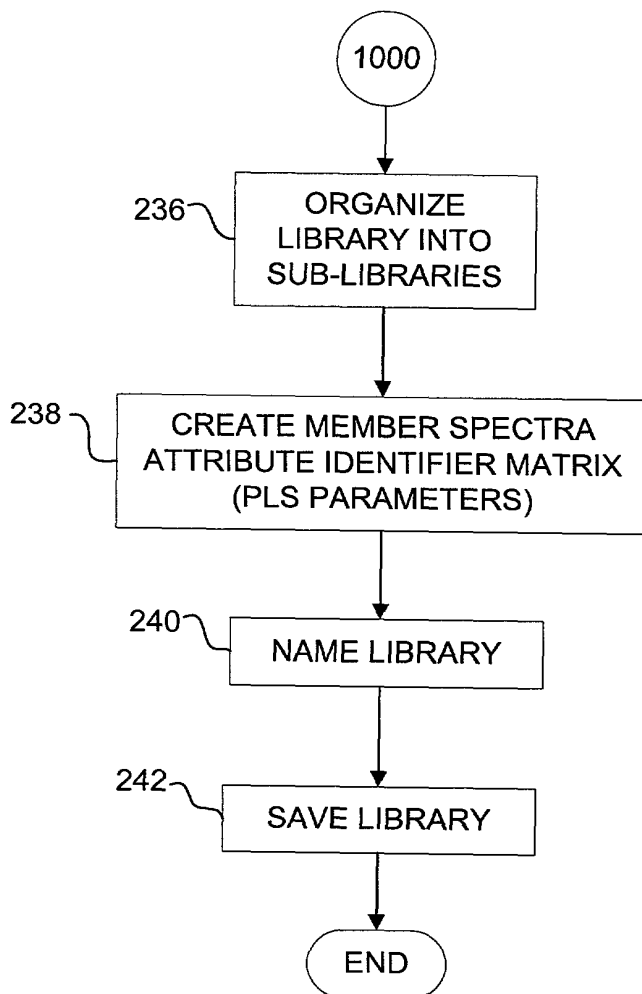 1000
236
ORGANIZE
LIBRARY INTO
SUB-LIBRARIES
238
CREATE MEMBER SPECTRA
ATTRIBUTE IDENTIFIER MATRIX
(PLS PARAMETERS)
240
NAME LIBRARY
242
SAVE LIBRARY
END